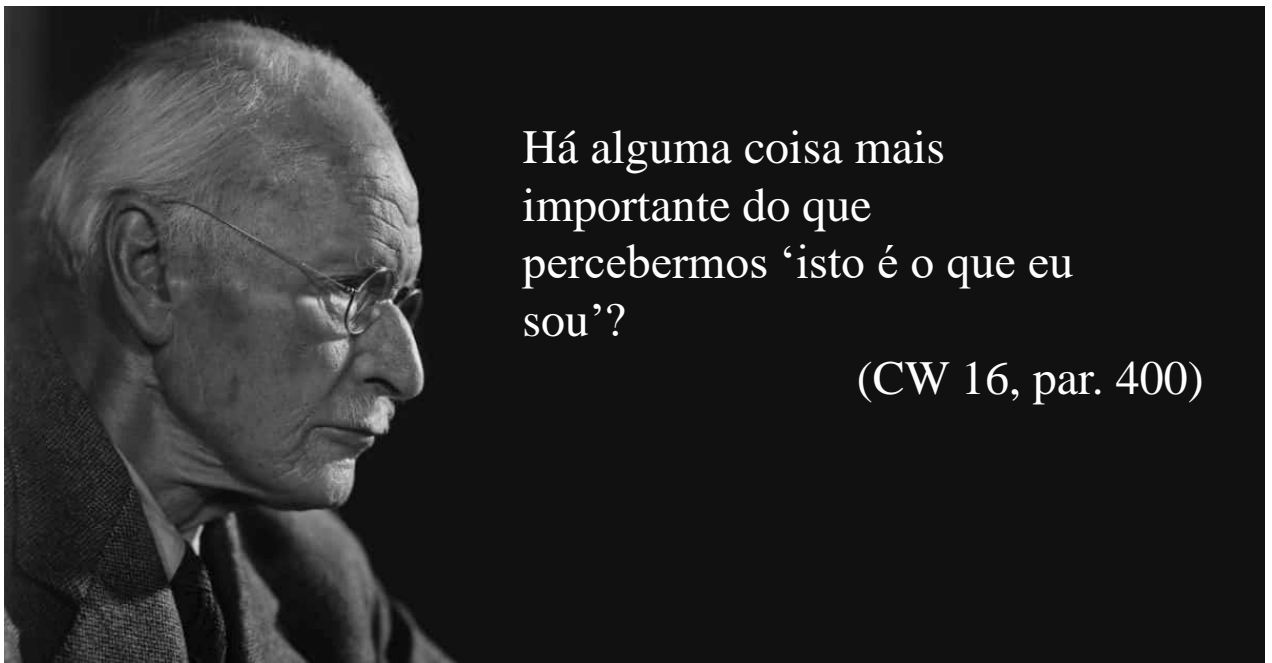 Há alguma coisa mais
importante do que
percebermos ‘isto é o que eu
sou’?
(CW 16, par. 400)